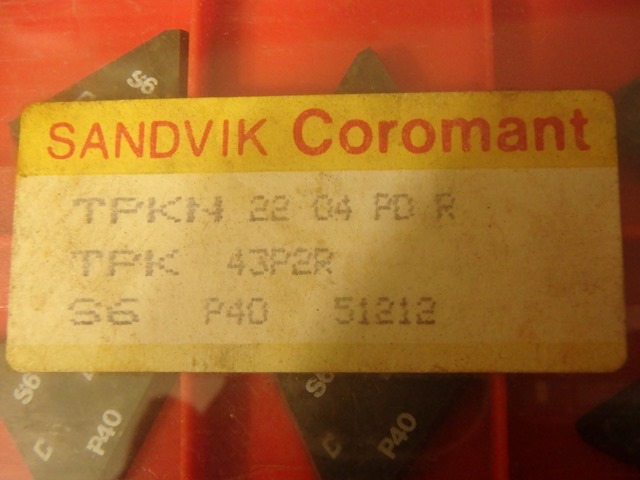 S6
SANDVIK Coromant
TPKN 22 04 PD R
TPK 43P2R
S6 P40 51212
S6
P40
S6
P40